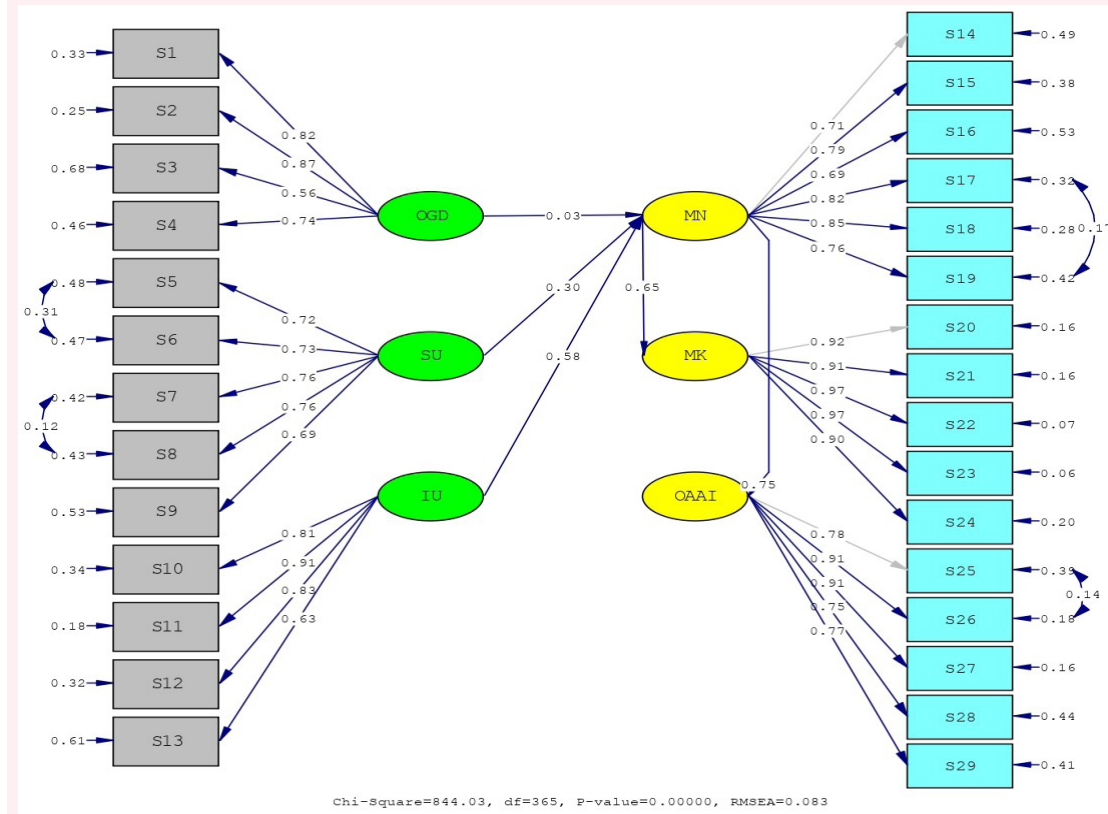 0.33 S1
0.25 S2
0.68 S3
0.46 S4
0.48 S5
0.31
0.47 S6
0.42 S7
0.12
0.43 S8
0.53 S9
0.34 S10
0.18 S11
0.32 S12
0.61 S13
0.82
0.87
0.56
0.74
0.72
0.73
0.76
0.76
0.69
0.81
0.91
0.83
0.63
OGD
SU
IU
0.03
0.30
0.58
0.65
MN
MK
OAAI
0.75
0.71
0.79
0.69
0.82
0.85
0.76
0.92
0.91
0.97
0.97
0.90
0.78
0.91
0.91
0.75
0.77
S14 0.49
S15 0.38
S16 0.53
S17 0.32
S18 0.28
0.17
S19 0.42
S20 0.16
S21 0.16
S22 0.07
S23 0.06
S24 0.20
S25 0.39
0.14
S26 0.18
S27 0.16
S28 0.44
S29 0.41
Chi-Square=844.03, df=365, P-value=0.00000, RMSEA=0.083